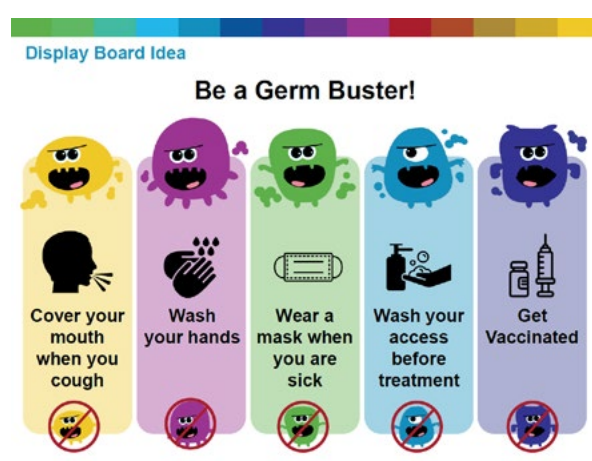 Display Board Idea
Be a Germ Buster!
Cover your
mouth
when you
cough
Wash
your hands
Wear a
mask when
you are
sick
Wash your
access
before
treatment
Get
Vaccinated